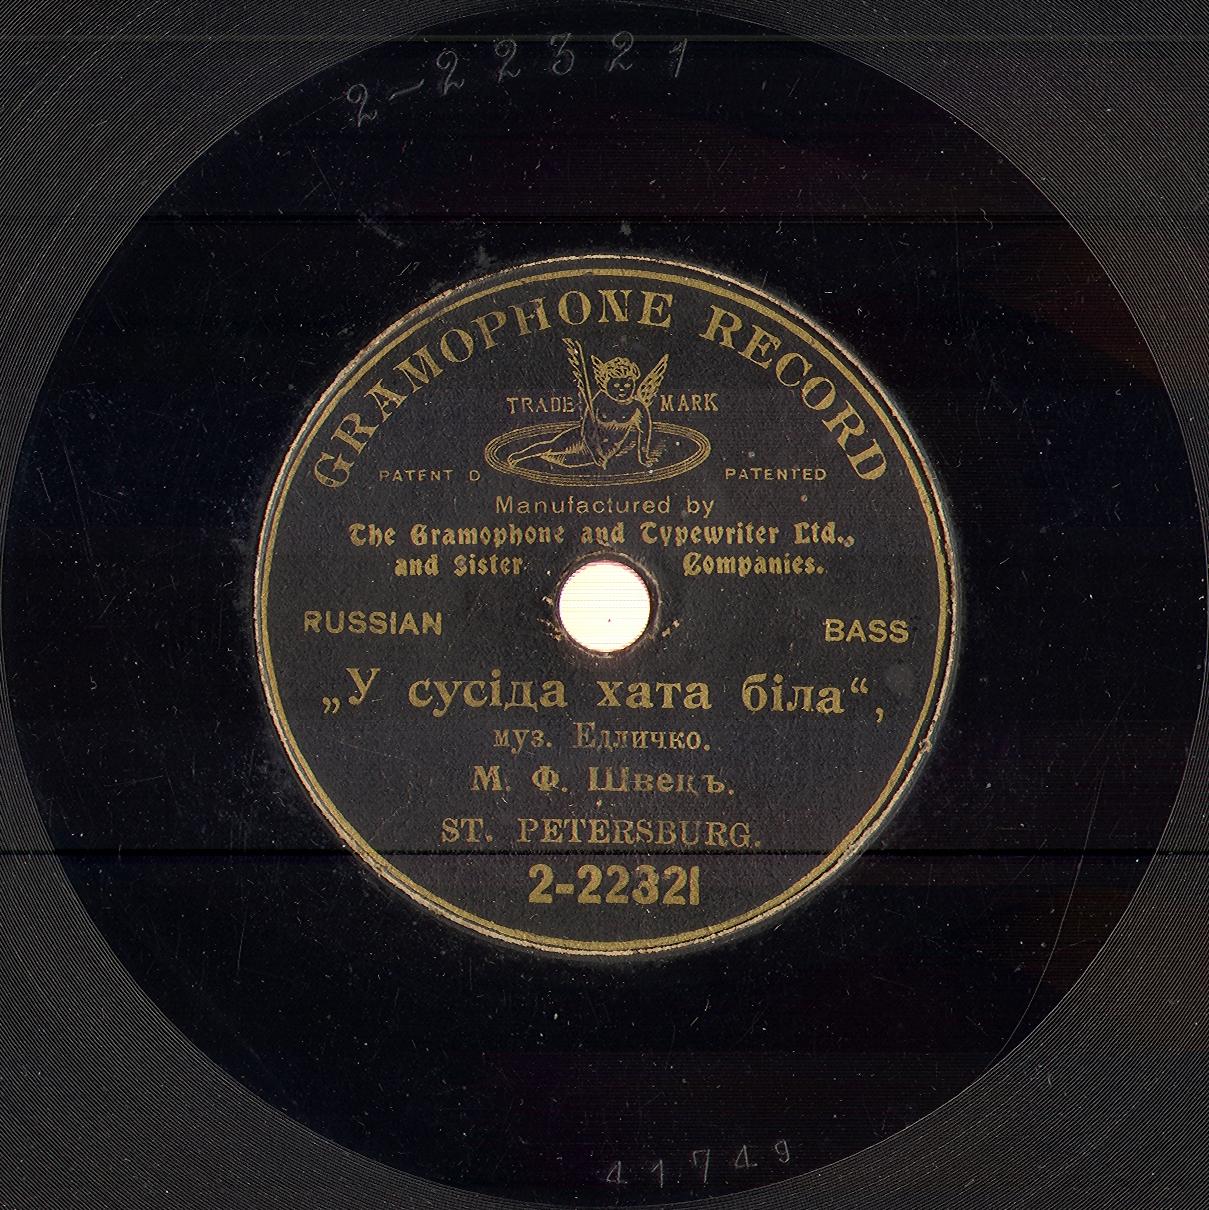 2-22321
GRAMOPHONE RECORD
TRADE MARK
PATENT D PATENTED
Manufactured by
The Gramophone and Typewriter Ltd.,
and Sister Companies.
RUSSIAN BASS
„У сусіда хата біла“,
муз. Едличко.
М. Ф. Швецъ.
ST. PETERSBURG.
2-22321
41749